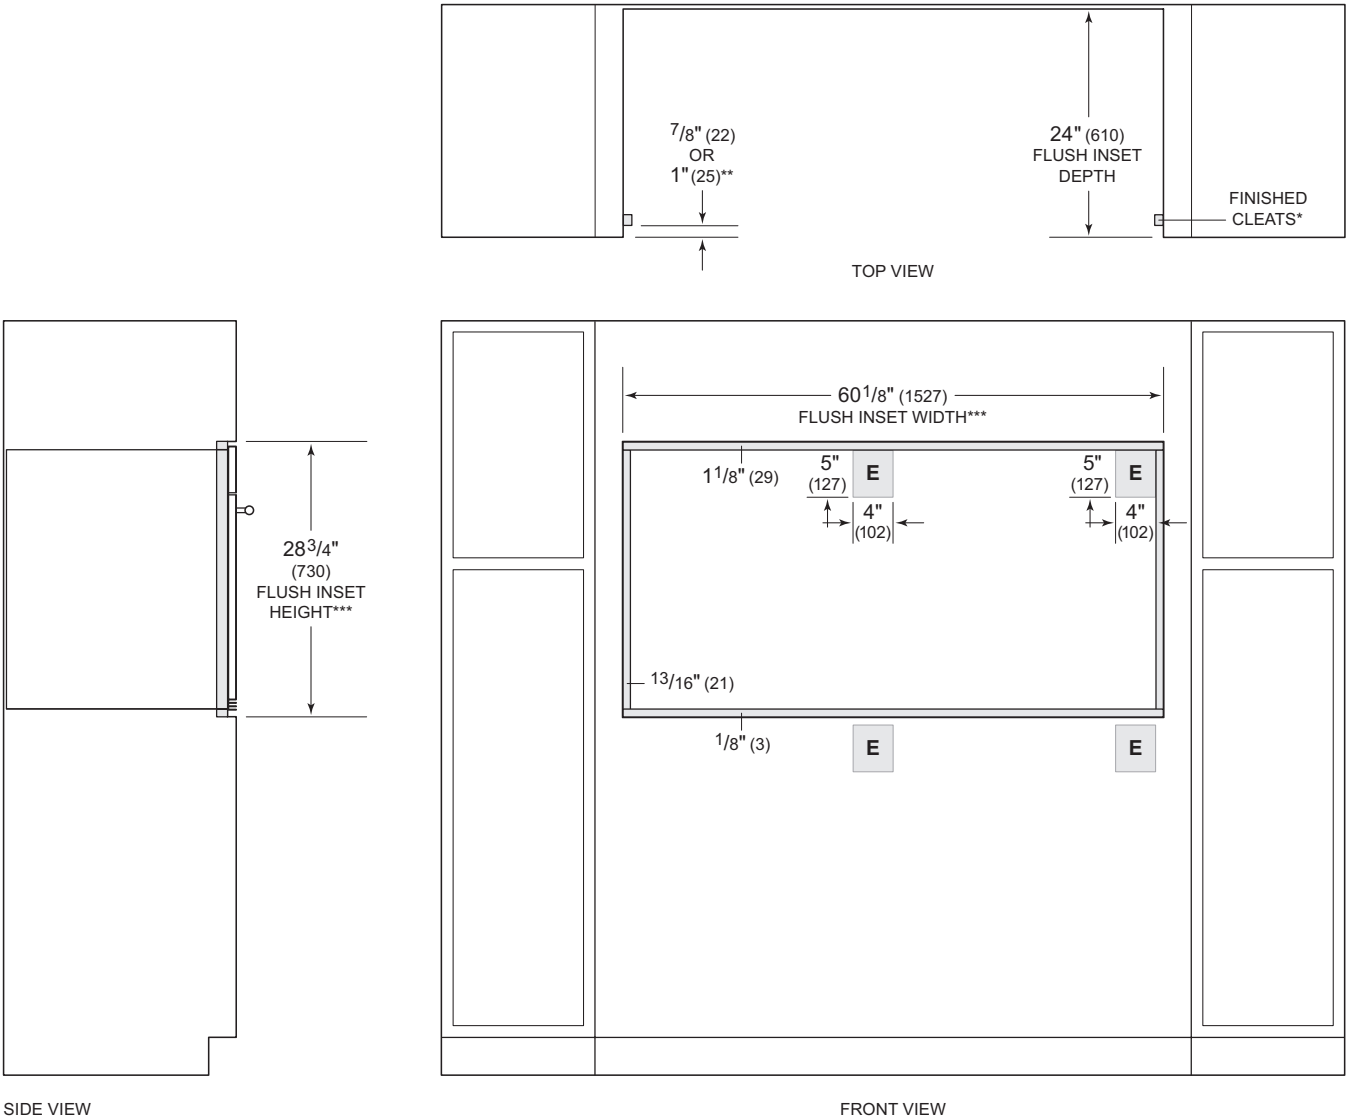 7/8" (22)
OR
1" (25)**
24" (610)
FLUSH INSET
DEPTH
FINISHED
CLEATS*
TOP VIEW
60 1/8" (1527)
FLUSH INSET WIDTH***
1 1/8" (29)
5"
(127)
E
4"
(102)
5"
(127)
E
4"
(102)
28 3/4"
(730)
FLUSH INSET
HEIGHT***
13/16" (21)
1/8" (3)
E
E
SIDE VIEW
FRONT VIEW